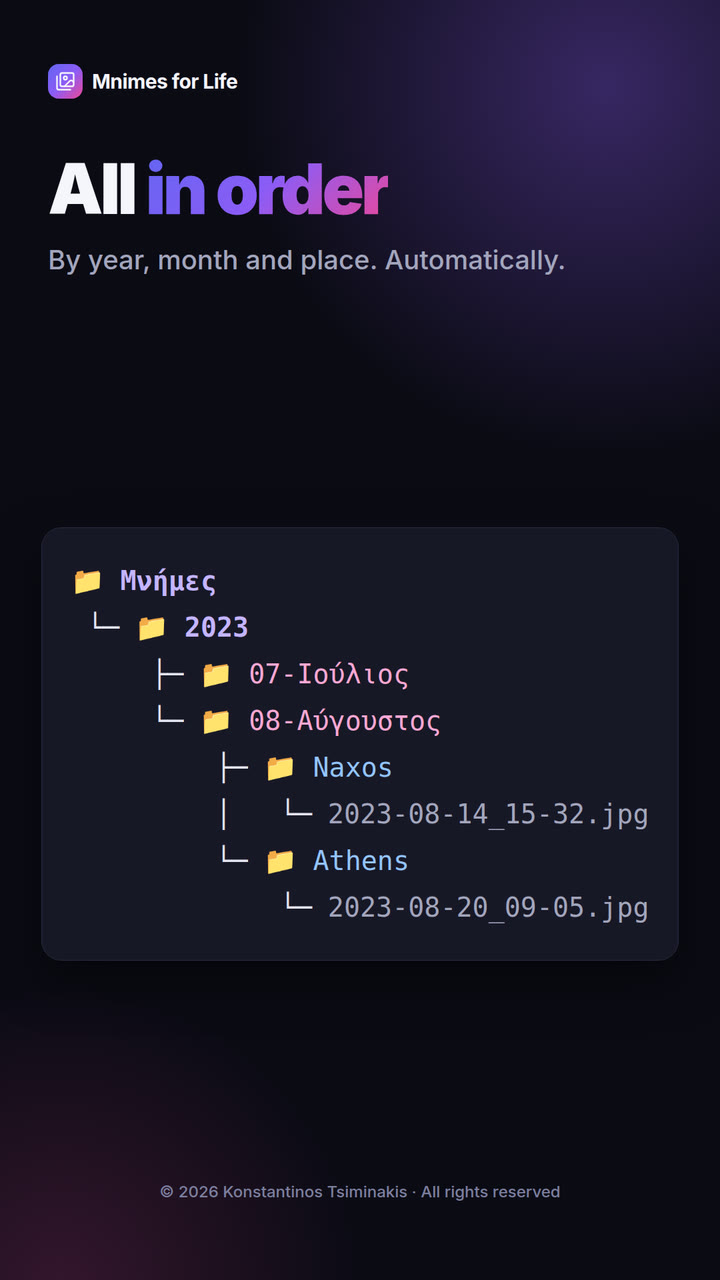 Mnimes for Life
All in order
By year, month and place. Automatically.
Μνήμες
└─ 2023
├─ 07-Ιούλιος
└─ 08-Αύγουστος
├─ Naxos
│ └─ 2023-08-14_15-32.jpg
└─ Athens
└─ 2023-08-20_09-05.jpg
© 2026 Konstantinos Tsiminakis · All rights reserved